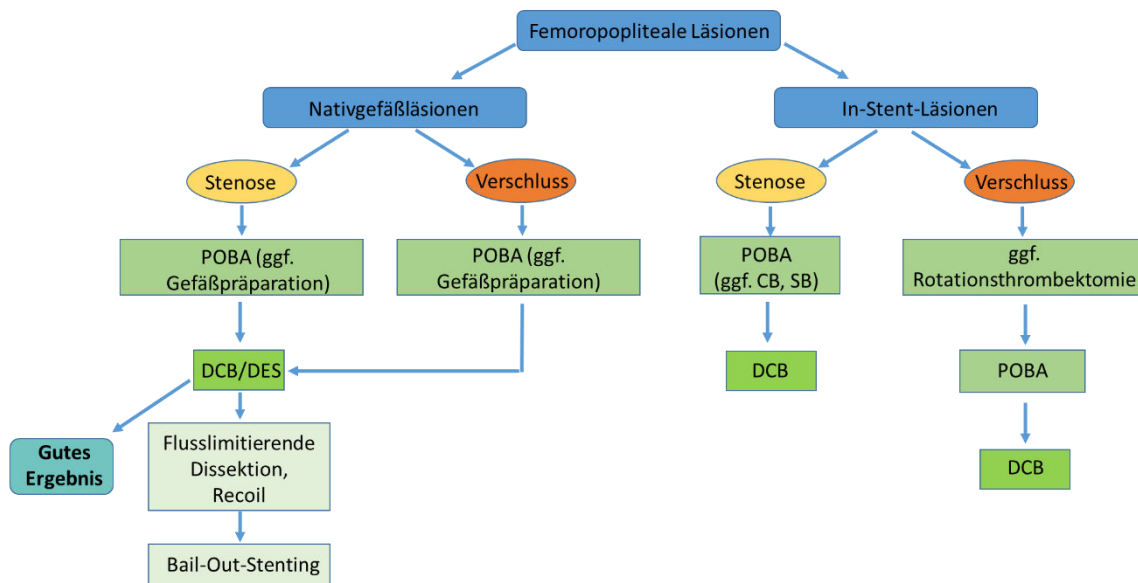 Femoropopliteale Läsionen
Nativgefäßläsionen
In-Stent-Läsionen
Stenose
Verschluss
Stenose
Verschluss
POBA (ggf.
Gefäßpräparation)
POBA (ggf.
Gefäßpräparation)
POBA
(ggf. CB, SB)
ggf.
Rotationsthrombektomie
DCB/DES
DCB
POBA
Gutes
Ergebnis
Flusslimitierende
Dissektion,
Recoil
DCB
Bail-Out-Stenting